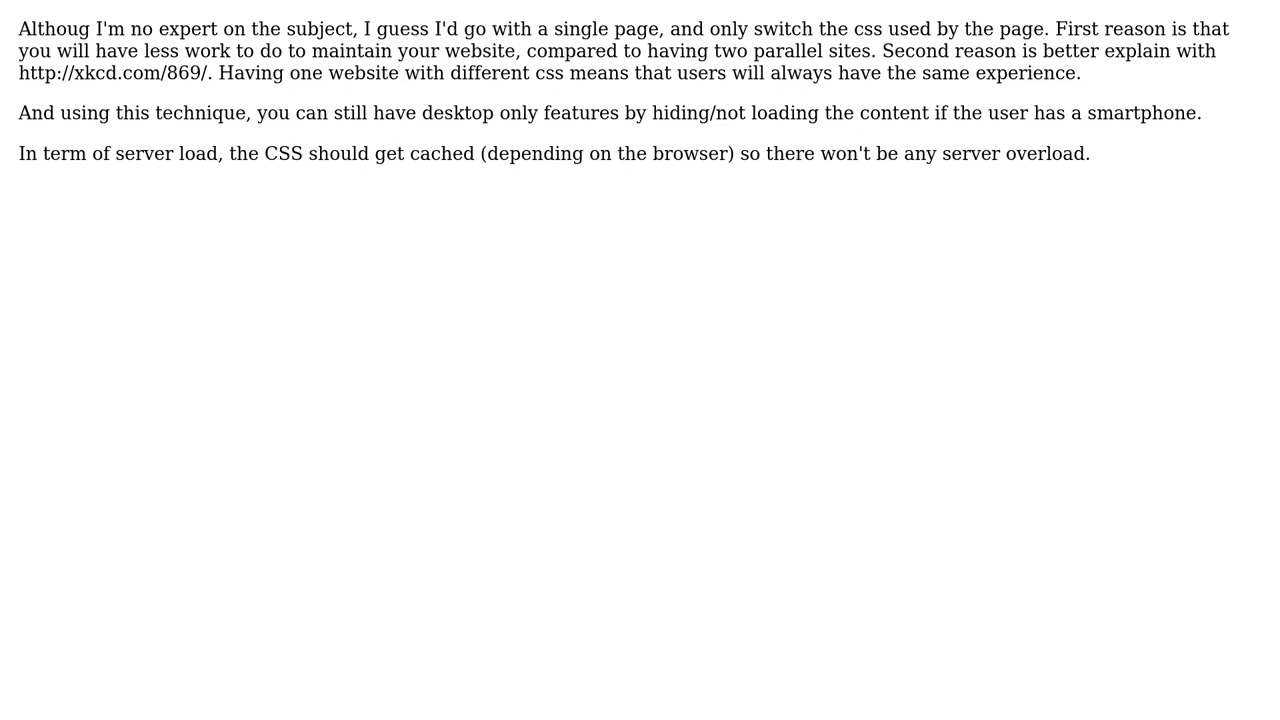 Althoug I'm no expert on the subject, I guess I'd go with a single page, and only switch the css used by the page. First reason is that
you will have less work to do to maintain your website, compared to having two parallel sites. Second reason is better explain with
http://xkcd.com/869/. Having one website with different css means that users will always have the same experience.
And using this technique, you can still have desktop only features by hiding/not loading the content if the user has a smartphone.
In term of server load, the CSS should get cached (depending on the browser) so there won't be any server overload.